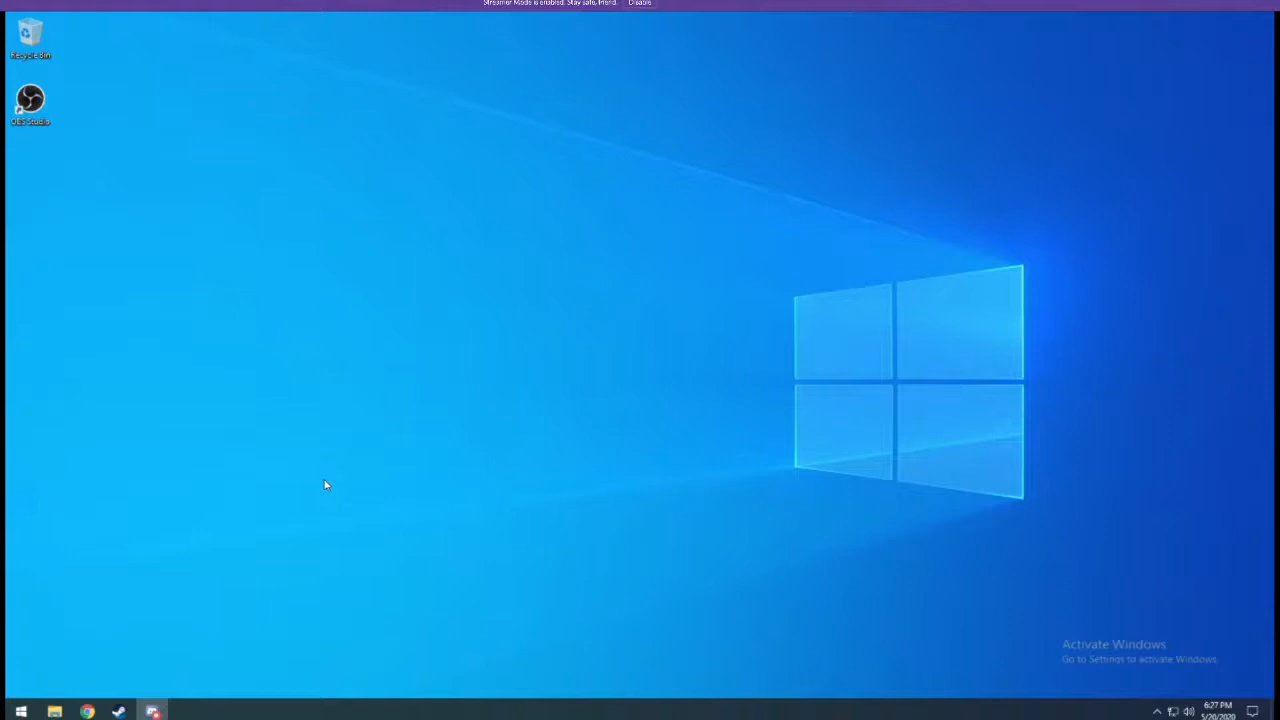 Streamer Mode is enabled. Stay safe, friend. Disable
Recycle Bin
OBS Studio
Activate Windows
Go to Settings to activate Windows.
6:27 PM
5/20/2020